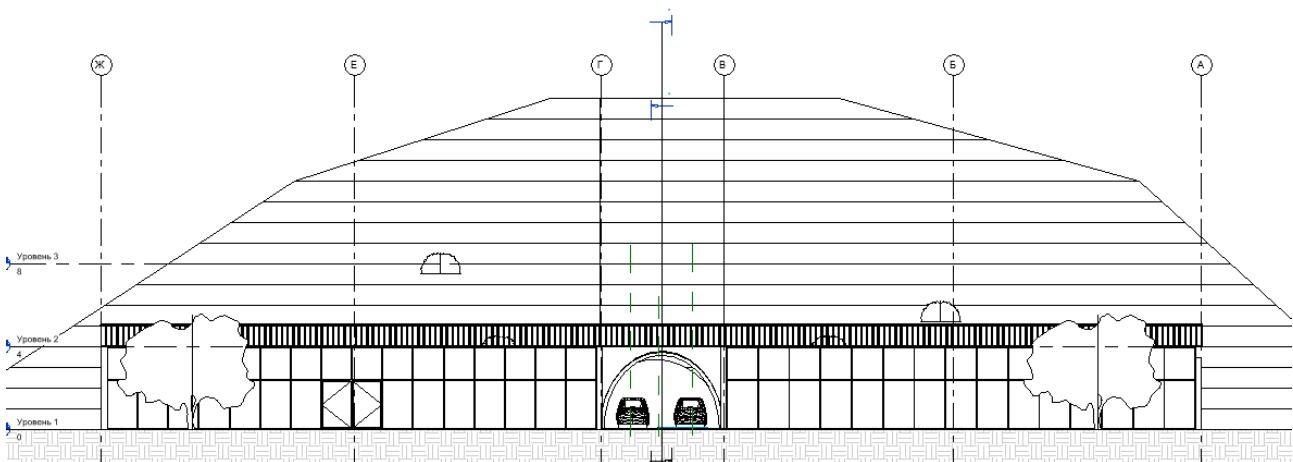 Ж Е Г В Б А
Уровень 3
8
Уровень 2
4
Уровень 1
0